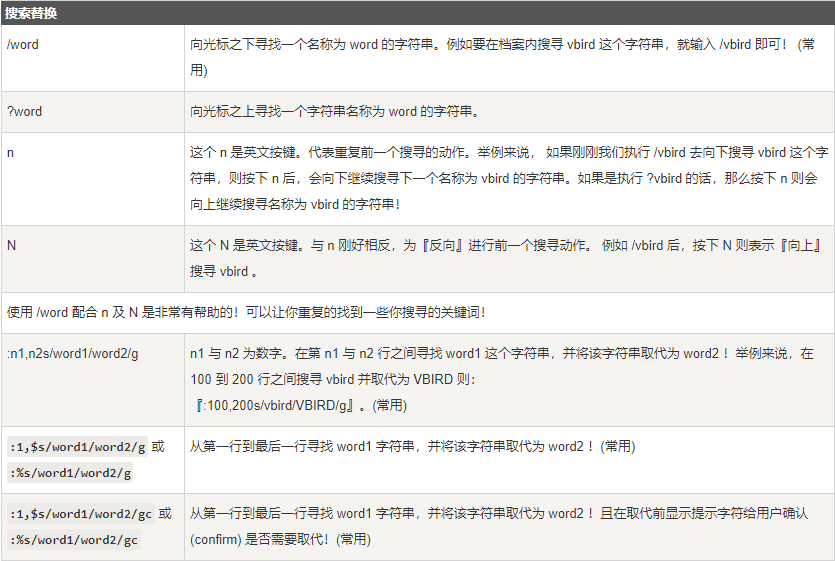 搜索替换
/word
向光标之下寻找一个名称为 word 的字符串。例如要在档案内搜寻 vbird 这个字符串，就输入 /vbird 即可！ (常
用)
?word
向光标之上寻找一个字符串名称为 word 的字符串。
n
这个 n 是英文按键。代表重复前一个搜寻的动作。举例来说， 如果刚刚我们执行 /vbird 去向下搜寻 vbird 这个字
符串，则按下 n 后，会向下继续搜寻下一个名称为 vbird 的字符串。如果是执行 ?vbird 的话，那么按下 n 则会
向上继续搜寻名称为 vbird 的字符串！
N
这个 N 是英文按键。与 n 刚好相反，为『反向』进行前一个搜寻动作。 例如 /vbird 后，按下 N 则表示『向上』
搜寻 vbird 。
使用 /word 配合 n 及 N 是非常有帮助的！可以让你重复的找到一些你搜寻的关键词！
:n1,n2s/word1/word2/g
n1 与 n2 为数字。在第 n1 与 n2 行之间寻找 word1 这个字符串，并将该字符串取代为 word2 ！举例来说，在
100 到 200 行之间搜寻 vbird 并取代为 VBIRD 则：
『:100,200s/vbird/VBIRD/g』。(常用)
:1,$s/word1/word2/g 或
:%s/word1/word2/g
从第一行到最后一行寻找 word1 字符串，并将该字符串取代为 word2 ！(常用)
:1,$s/word1/word2/gc 或
:%s/word1/word2/gc
从第一行到最后一行寻找 word1 字符串，并将该字符串取代为 word2 ！且在取代前显示提示字符给用户确认
(confirm) 是否需要取代！(常用)